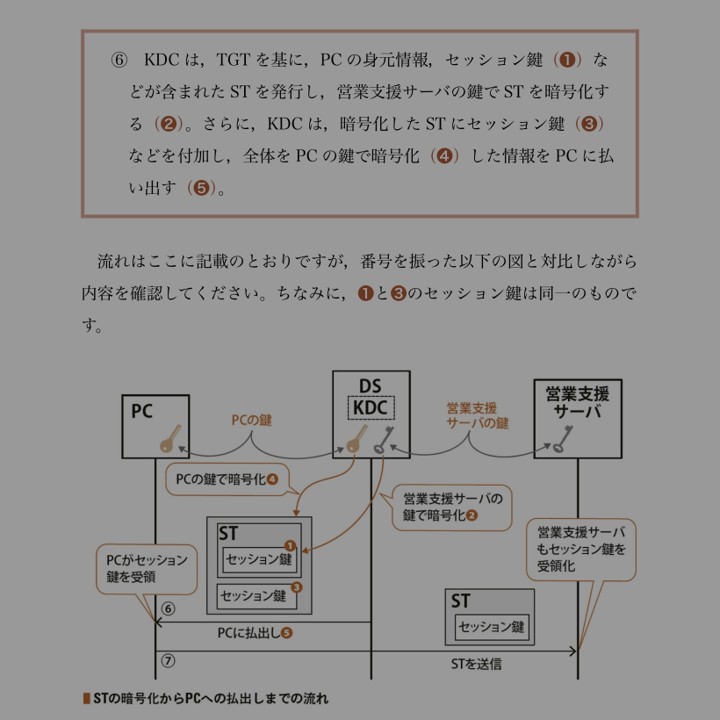 ⑥ KDC は，TGT を基に，PC の身元情報，セッション鍵（❶）な
どが含まれた ST を発行し，営業支援サーバの鍵で ST を暗号化す
る（❷）。さらに，KDC は，暗号化した ST にセッション鍵（❸）
などを付加し，全体を PC の鍵で暗号化（❹）した情報を PC に払
い出す（❺）。
流れはここに記載のとおりですが，番号を振った以下の図と対比しながら
内容を確認してください。ちなみに，❶と❸のセッション鍵は同一のもので
す。
PC
DS
KDC
営業支援
サーバ
PCの鍵
営業支援
サーバの鍵
PCの鍵で暗号化❹
営業支援サーバの
鍵で暗号化❷
ST
❶
セッション鍵
❸
セッション鍵
PCがセッション
鍵を受領
営業支援サーバ
もセッション鍵を
受領化
⑥
PCに払出し❺
ST
セッション鍵
⑦
STを送信
STの暗号化からPCへの払出しまでの流れ